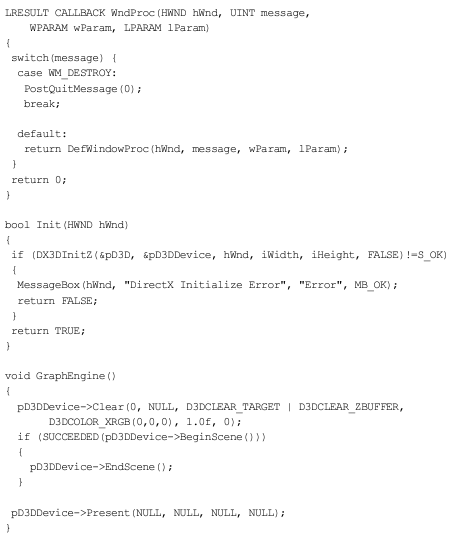 LRESULT CALLBACK WndProc(HWND hWnd, UINT message,
    WPARAM wParam, LPARAM lParam)
{
 switch(message) {
  case WM_DESTROY:
   PostQuitMessage(0);
   break;

  default:
   return DefWindowProc(hWnd, message, wParam, lParam);
 }
 return 0;
}

bool Init(HWND hWnd)
{
 if (DX3DInitZ(&pD3D, &pD3DDevice, hWnd, iWidth, iHeight, FALSE)!=S_OK)
 {
  MessageBox(hWnd, "DirectX Initialize Error", "Error", MB_OK);
  return FALSE;
 }
 return TRUE;
}

void GraphEngine()
{
  pD3DDevice->Clear(0, NULL, D3DCLEAR_TARGET | D3DCLEAR_ZBUFFER,
       D3DCOLOR_XRGB(0,0,0), 1.0f, 0);
  if (SUCCEEDED(pD3DDevice->BeginScene()))
  {
    pD3DDevice->EndScene();
  }

 pD3DDevice->Present(NULL, NULL, NULL, NULL);
}